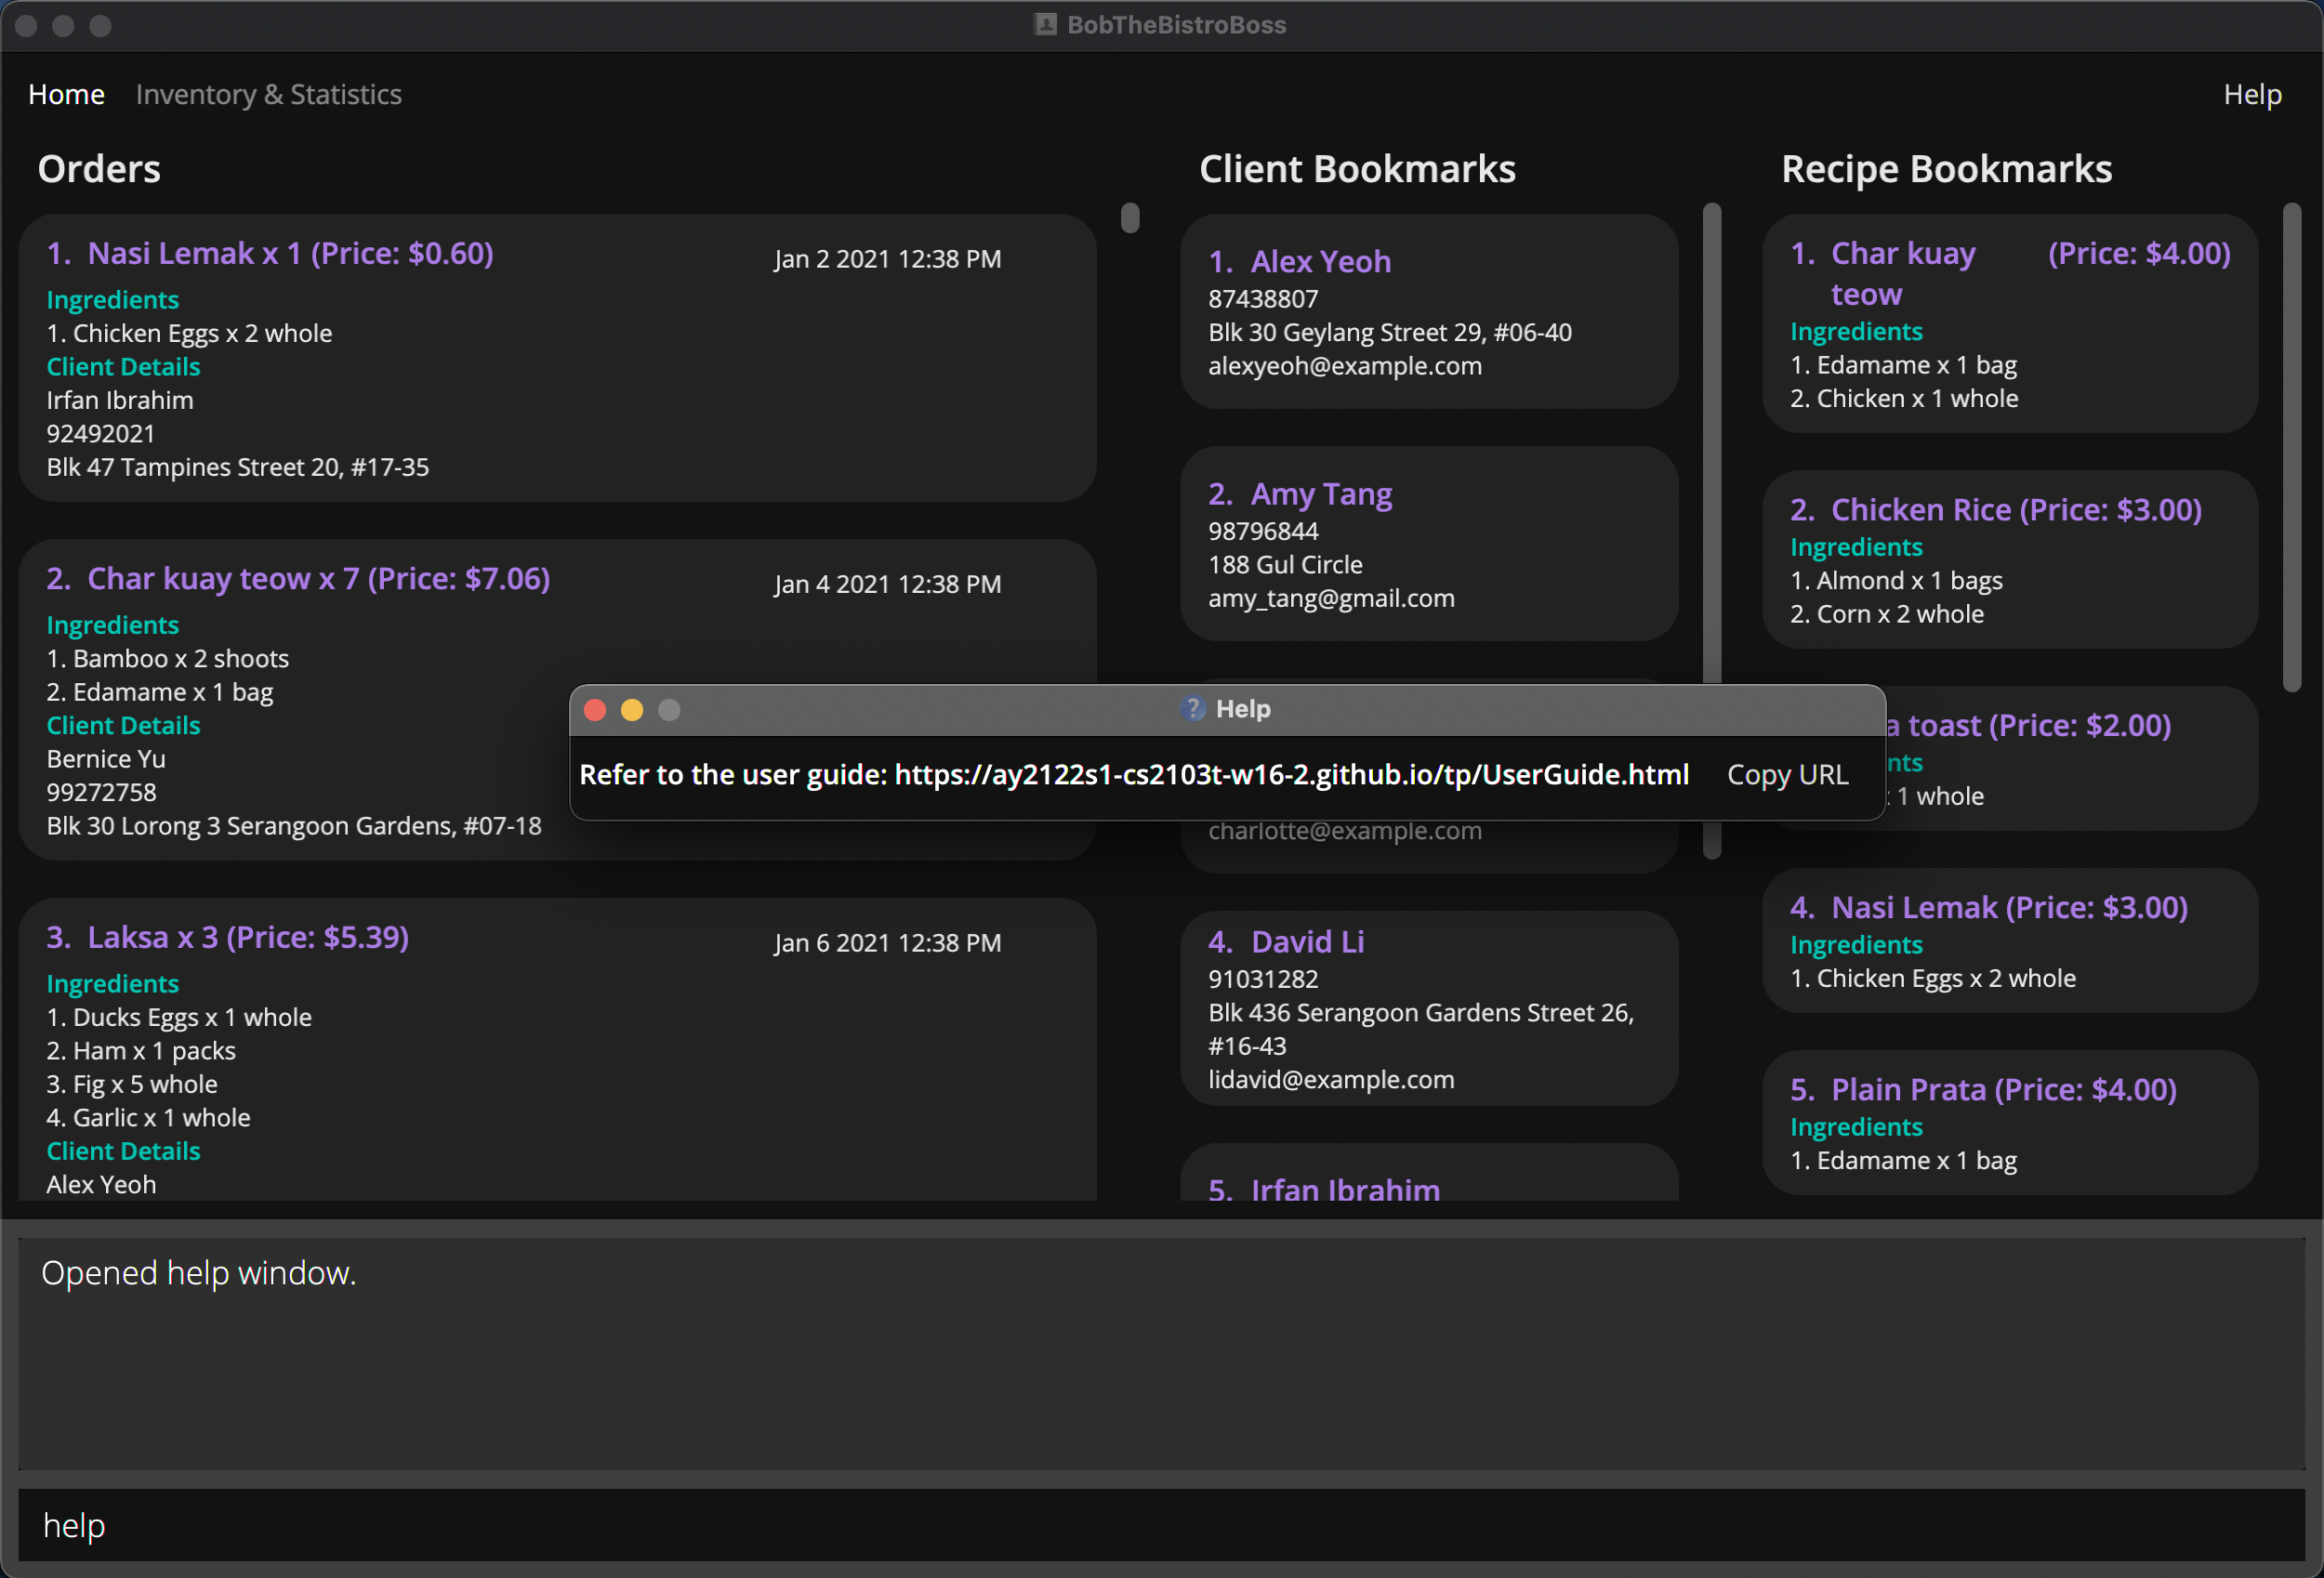 BobTheBistroBoss
Home Inventory & Statistics Help
Orders
1. Nasi Lemak x 1 (Price: $0.60) Jan 2 2021 12:38 PM
Ingredients
1. Chicken Eggs x 2 whole
Client Details
Irfan Ibrahim
92492021
Blk 47 Tampines Street 20, #17-35
2. Char kuay teow x 7 (Price: $7.06) Jan 4 2021 12:38 PM
Ingredients
1. Bamboo x 2 shoots
2. Edamame x 1 bag
Client Details
Bernice Yu
99272758
Blk 30 Lorong 3 Serangoon Gardens, #07-18
3. Laksa x 3 (Price: $5.39) Jan 6 2021 12:38 PM
Ingredients
1. Ducks Eggs x 1 whole
2. Ham x 1 packs
3. Fig x 5 whole
4. Garlic x 1 whole
Client Details
Alex Yeoh
Client Bookmarks
1. Alex Yeoh
87438807
Blk 30 Geylang Street 29, #06-40
alexyeoh@example.com
2. Amy Tang
98796844
188 Gul Circle
amy_tang@gmail.com
charlotte@example.com
4. David Li
91031282
Blk 436 Serangoon Gardens Street 26,
#16-43
lidavid@example.com
5. Irfan Ibrahim
Recipe Bookmarks
1. Char kuay (Price: $4.00)
teow
Ingredients
1. Edamame x 1 bag
2. Chicken x 1 whole
2. Chicken Rice (Price: $3.00)
Ingredients
1. Almond x 1 bags
2. Corn x 2 whole
a toast (Price: $2.00)
nts
1 whole
4. Nasi Lemak (Price: $3.00)
Ingredients
1. Chicken Eggs x 2 whole
5. Plain Prata (Price: $4.00)
Ingredients
1. Edamame x 1 bag
Help
Refer to the user guide: https://ay2122s1-cs2103t-w16-2.github.io/tp/UserGuide.html Copy URL
Opened help window.
help